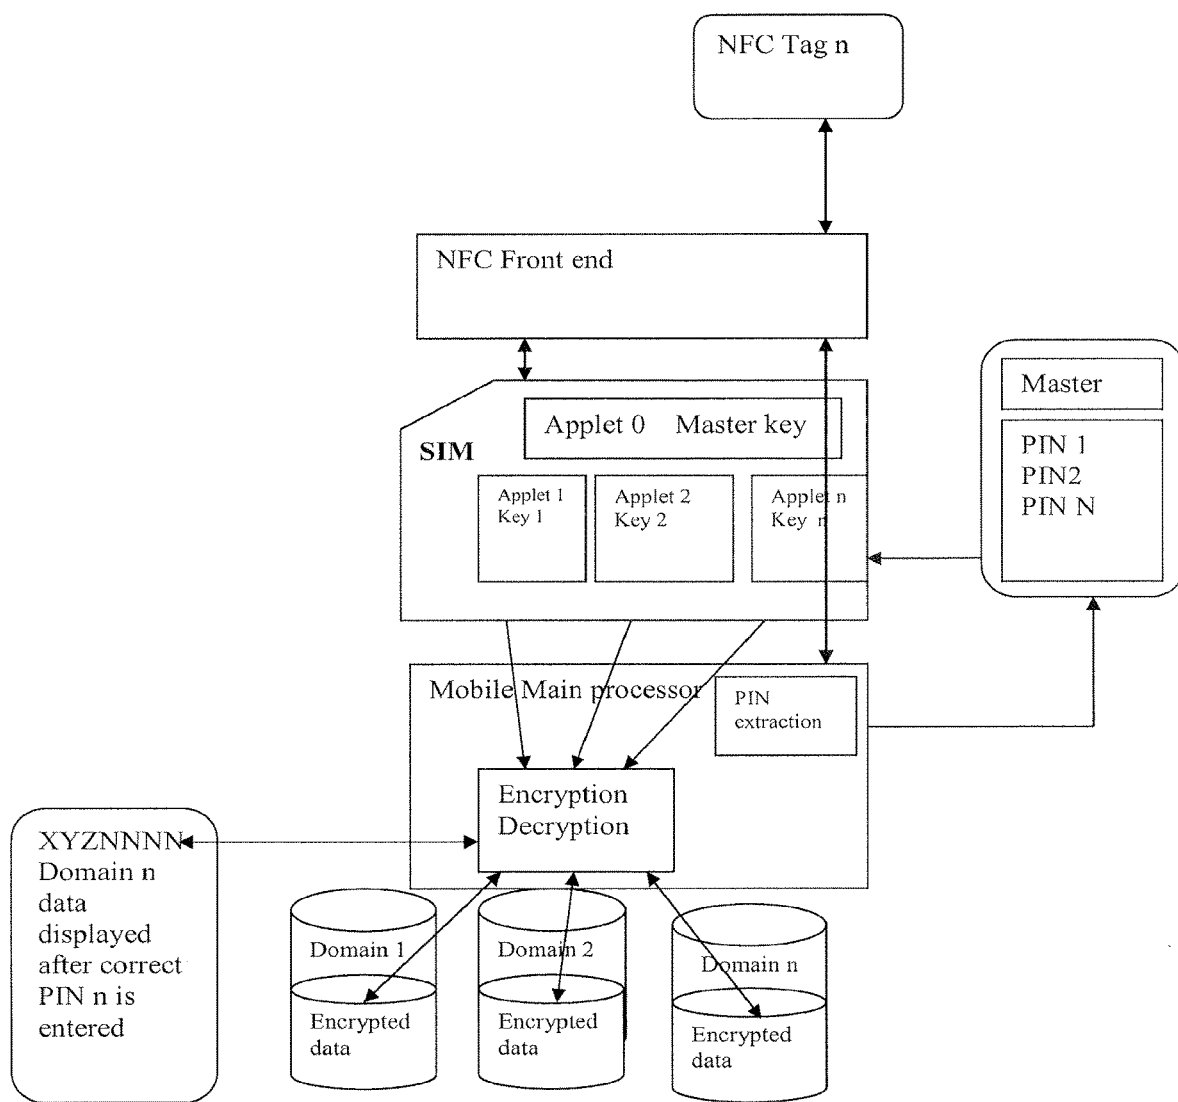 NFC Tag n
NFC Front end
Master
PIN 1
PIN2
PIN N
Applet 0 Master key
SIM
Applet 1
Key 1
Applet 2
Key 2
Applet n
Key n
Mobile Main processor
PIN
extraction
Encryption
Decryption
XYZNNNN
Domain n
data
displayed
after correct
PIN n is
entered
Domain 1
Encrypted
data
Domain 2
Encrypted
data
Domain n
Encrypted
data